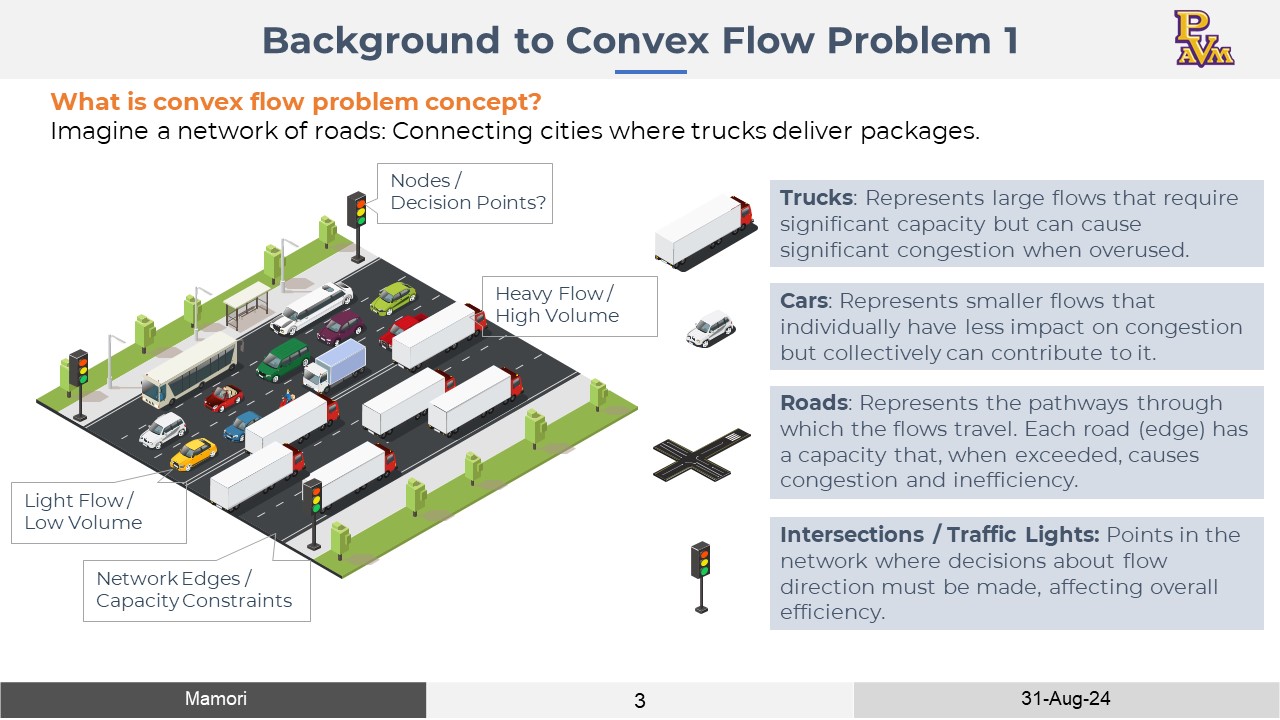 Background to Convex Flow Problem 1
PVAM
What is convex flow problem concept?
Imagine a network of roads: Connecting cities where trucks deliver packages.
Nodes /
Decision Points?
Heavy Flow /
High Volume
Light Flow /
Low Volume
Network Edges /
Capacity Constraints
Trucks: Represents large flows that require
significant capacity but can cause
significant congestion when overused.
Cars: Represents smaller flows that
individually have less impact on congestion
but collectively can contribute to it.
Roads: Represents the pathways through
which the flows travel. Each road (edge) has
a capacity that, when exceeded, causes
congestion and inefficiency.
Intersections / Traffic Lights: Points in the
network where decisions about flow
direction must be made, affecting overall
efficiency.
Mamori
3
31-Aug-24